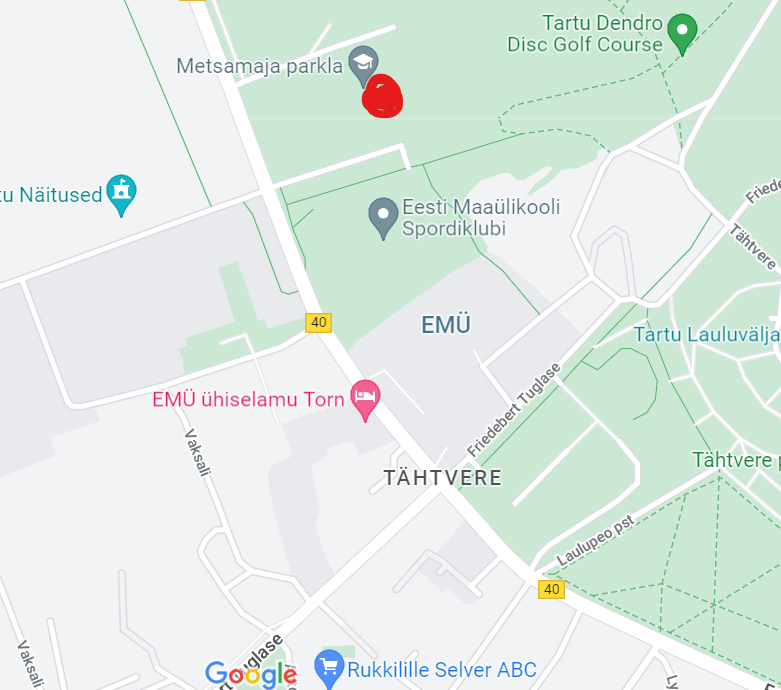 Tartu Dendro
Disc Golf Course
Metsamaja parkla
tu Näitused
Eesti Maaülikooli
Spordiklubi
Friede
Tähtvere
40
EMÜ
Tartu Lauluvälja
EMÜ ühiselamu Torn
Friedebert Tuglase
Vaksali
TÄHTVERE
Tähtvere p
Laulupeo pst
40
Vaksali
rt Tuglase
Google
Rukkilille Selver ABC
Ly